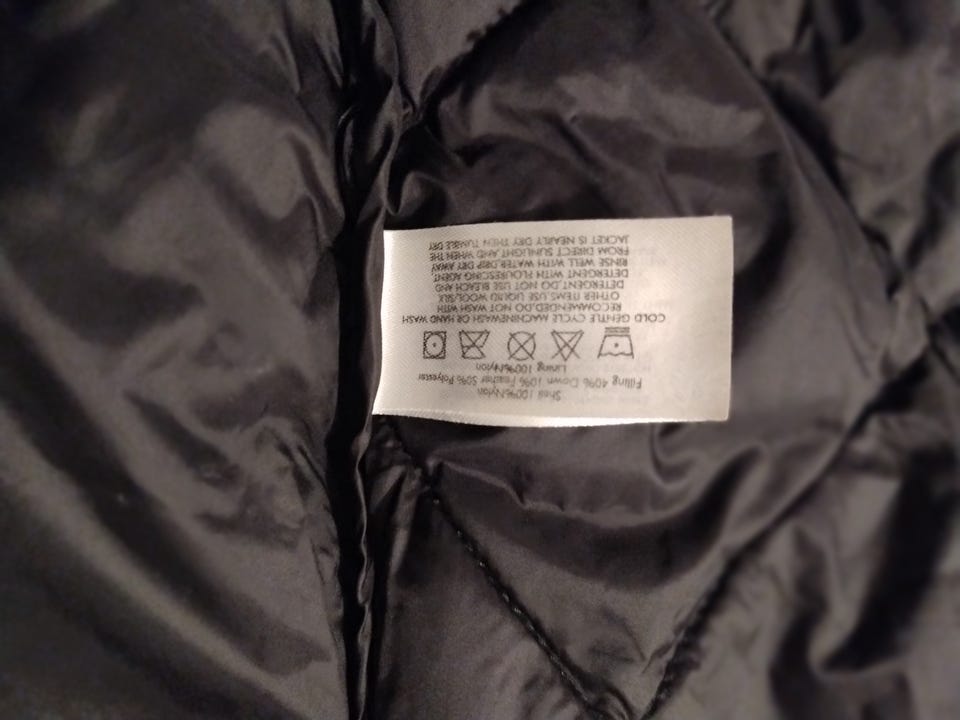 Shell 100%Nylon
Filling 40% Down 10% Feather 50% Polyester
Lining 100%Nylon
COLD GENTLE CYCLE MACHINEWASH OR HAND WASH
RECOMMENDED.DO NOT WASH WITH
OTHER ITEMS.USE LIQUID WOOL/SILK
DETERGENT.DO NOT USE BLEACH AND
DETERGENT WITH FLOURESCING AGENT
RINSE WELL WITH WATER,DRIP DRY AWAY
FROM DIRECT SUNLIGHT.AND WHEN THE
JACKET IS NEARLY DRY THEN TUMBLE DRY